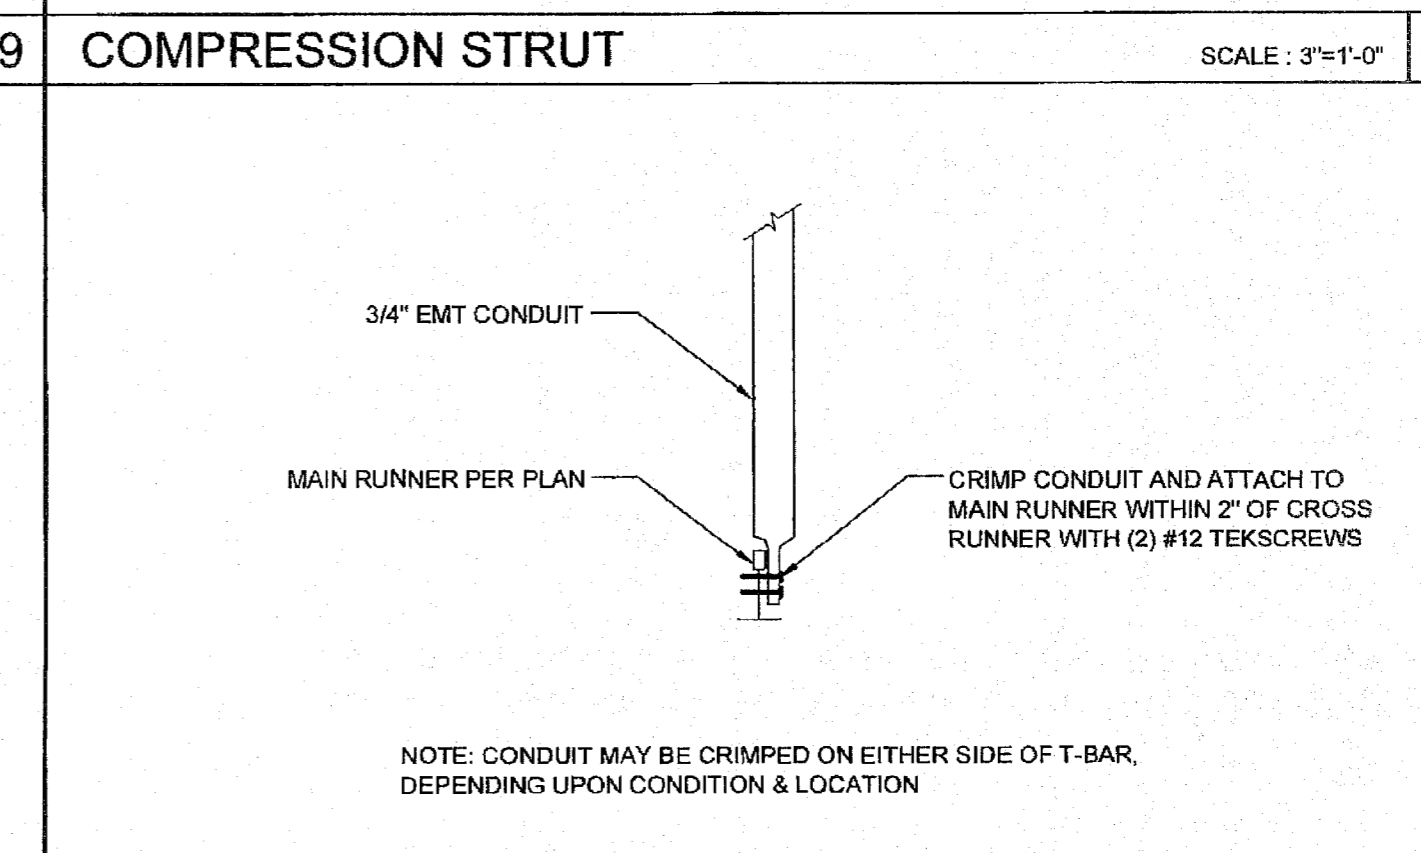 9 COMPRESSION STRUT SCALE : 3"=1'-0"
3/4" EMT CONDUIT
MAIN RUNNER PER PLAN
CRIMP CONDUIT AND ATTACH TO
MAIN RUNNER WITHIN 2" OF CROSS
RUNNER WITH (2) #12 TEKSCREWS
NOTE: CONDUIT MAY BE CRIMPED ON EITHER SIDE OF T-BAR,
DEPENDING UPON CONDITION & LOCATION